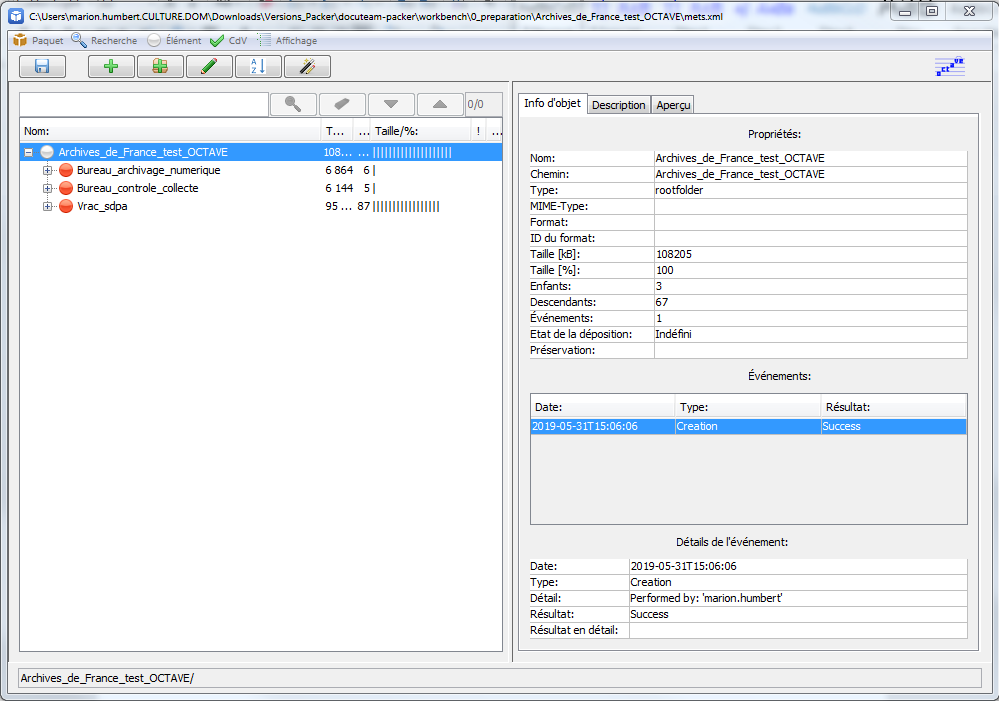 C:\Users\marion.humbert.CULTURE.DOM\Downloads\Versions_Packer\docuteam-packer\workbench\0_preparation\Archives_de_France_test_OCTAVE\mets.xml
Paquet Recherche Élément CdV Affichage
A Z
octave
0/0
Nom: T... ... Taille/%: ! ...
Archives_de_France_test_OCTAVE 108... ...
Bureau_archivage_numerique 6 864 6
Bureau_controle_collecte 6 144 5
Vrac_sdpa 95 ... 87
Info d'objet Description Aperçu
Propriétés:
Nom: Archives_de_France_test_OCTAVE
Chemin: Archives_de_France_test_OCTAVE
Type: rootfolder
MIME-Type:
Format:
ID du format:
Taille [kB]: 108205
Taille [%]: 100
Enfants: 3
Descendants: 67
Événements: 1
Etat de la déposition: Indéfini
Préservation:
Événements:
Date: Type: Résultat:
2019-05-31T15:06:06 Creation Success
Détails de l'événement:
Date: 2019-05-31T15:06:06
Type: Creation
Détail: Performed by: 'marion.humbert'
Résultat: Success
Résultat en détail:
Archives_de_France_test_OCTAVE/